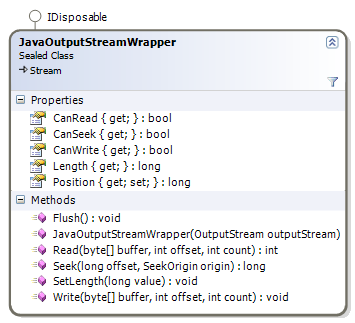 IDisposable
JavaOutputStreamWrapper
Sealed Class
Stream
Properties
CanRead { get; } : bool
CanSeek { get; } : bool
CanWrite { get; } : bool
Length { get; } : long
Position { get; set; } : long
Methods
Flush() : void
JavaOutputStreamWrapper(OutputStream outputStream)
Read(byte[] buffer, int offset, int count) : int
Seek(long offset, SeekOrigin origin) : long
SetLength(long value) : void
Write(byte[] buffer, int offset, int count) : void